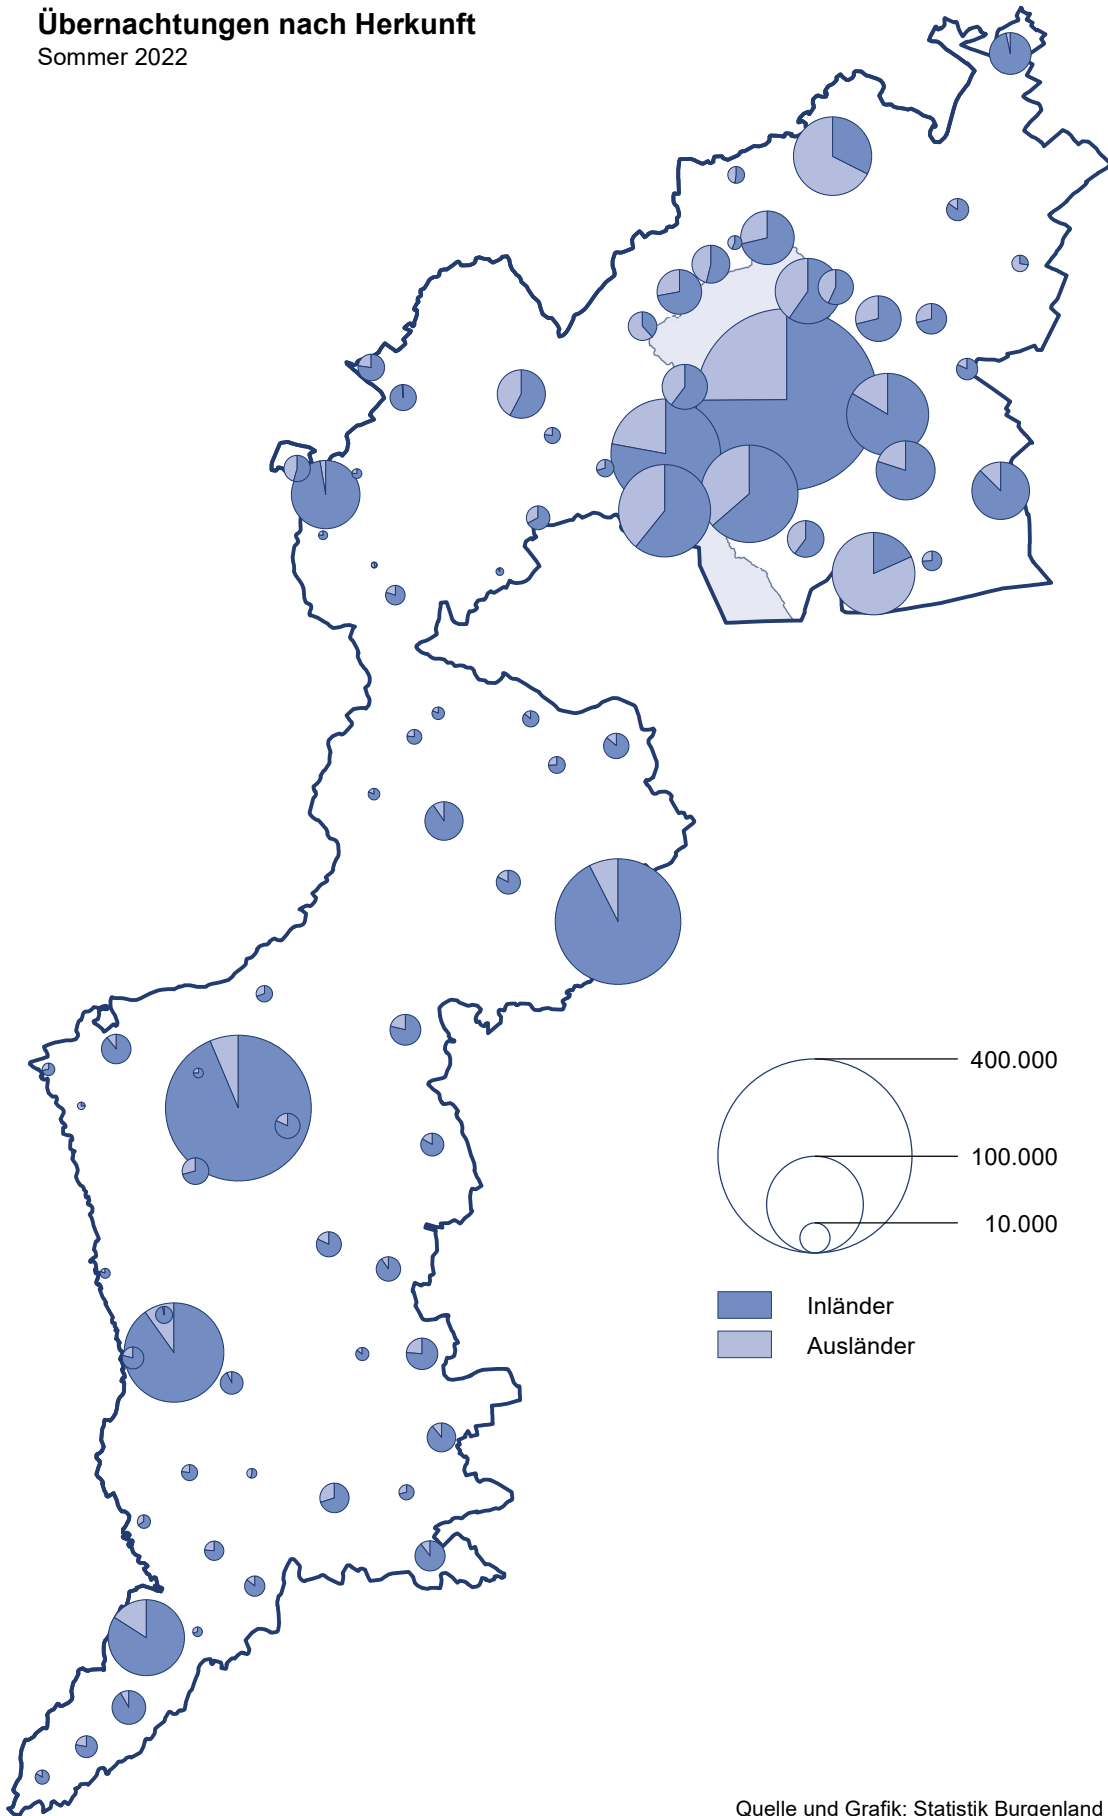 Übernachtungen nach Herkunft
Sommer 2022
400.000
100.000
10.000
Inländer
Ausländer
Quelle und Grafik: Statistik Burgenland